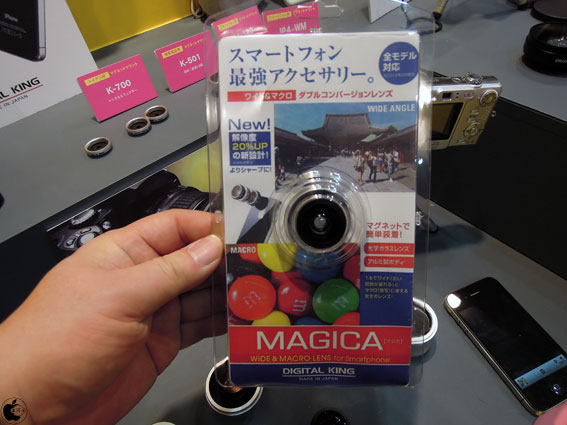 スマートフォン
最強アクセサリー。
全モデル
対応
ワイド&マクロ ダブルコンバージョンレンズ
WIDE ANGLE
New!
解像度
20%UP
の新設計!
よりシャープに!
マグネットで
簡単装着!
光学ガラスレンズ
アルミ製ボディ
MACRO
m
m
m
MAGICA
WIDE & MACRO LENS for Smartphone
DIGITAL KING
MADE IN JAPAN
iPhone
DIGITAL KING
MADE IN JAPAN
K-700
K-501